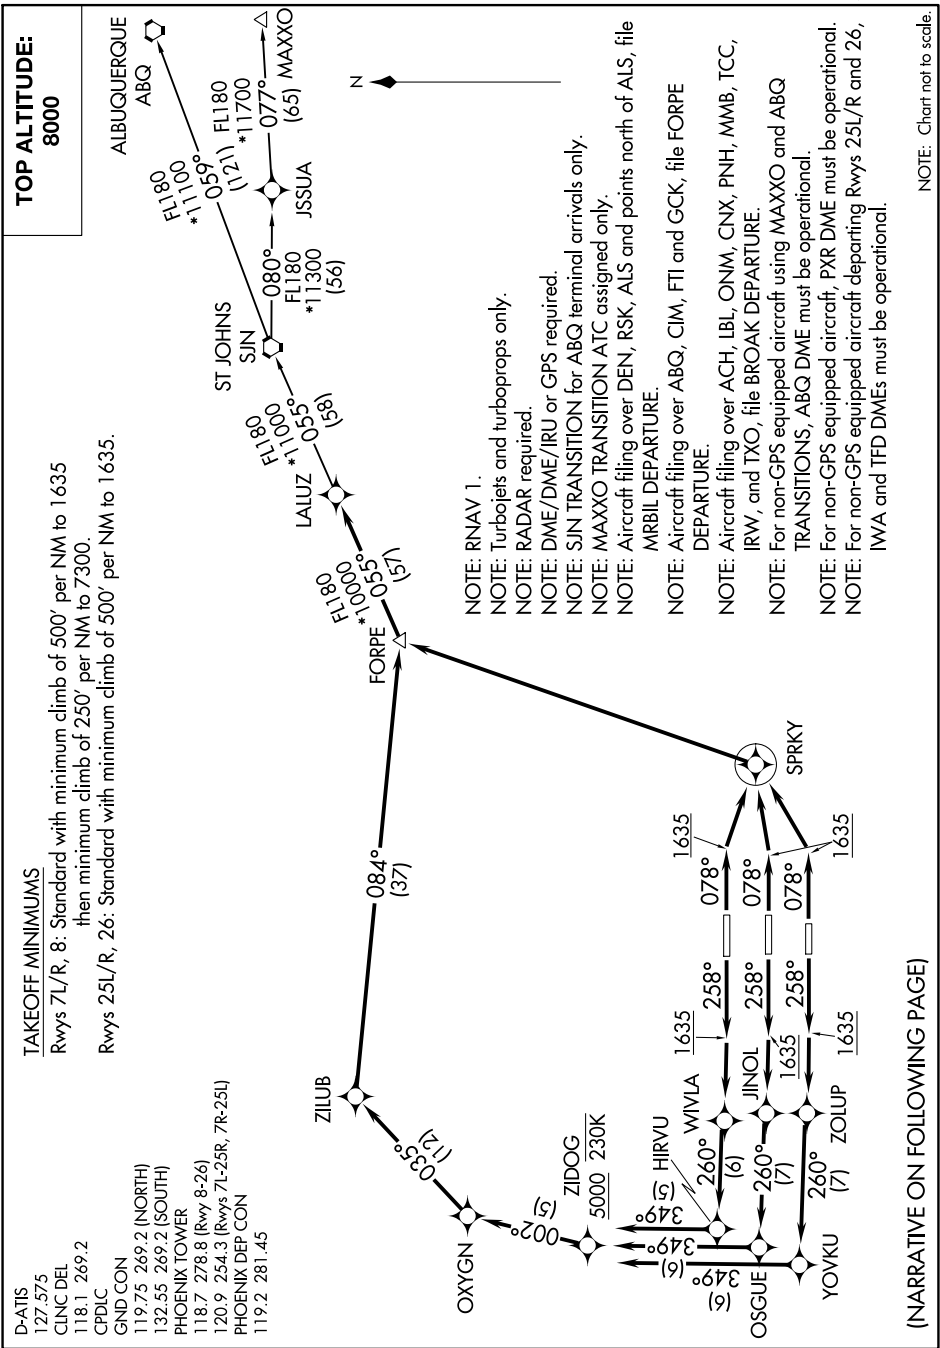 TOP ALTITUDE:
8000
TAKEOFF MINIMUMS
Rwys 7L/R, 8: Standard with minimum climb of 500' per NM to 1635
then minimum climb of 250' per NM to 7300.
Rwys 25L/R, 26: Standard with minimum climb of 500' per NM to 1635.
D-ATIS
127.575
CLNC DEL
118.1 269.2
CPDLC
GND CON
119.75 269.2 (NORTH)
132.55 269.2 (SOUTH)
PHOENIX TOWER
118.7 278.8 (Rwy 8-26)
120.9 254.3 (Rwys 7L-25R, 7R-25L)
PHOENIX DEP CON
119.2 281.45
ALBUQUERQUE
ABQ
FL180
*11100
059°
(121)
MAXXO
FL180
*11700
077°
(65)
JSSUA
080°
FL180
*11300
(56)
ST JOHNS
SJN
FL180
*11000
055°
(58)
LALUZ
FL180
*10000
055°
(57)
FORPE
N
ZILUB
084°
(37)
035°
(12)
OXYGN
002°
(5)
ZIDOG
5000 230K
349°
(5)
349°
(6)
349°
(6)
HIRVU
OSGUE
YOVKU
WIVLA
JINOL
ZOLUP
260°
(6)
260°
(7)
260°
(7)
1635
1635
1635
258°
258°
258°
078°
078°
078°
1635
1635
SPRKY
NOTE: RNAV 1.
NOTE: Turbojets and turboprops only.
NOTE: RADAR required.
NOTE: DME/DME/IRU or GPS required.
NOTE: SJN TRANSITION for ABQ terminal arrivals only.
NOTE: MAXXO TRANSITION ATC assigned only.
NOTE: Aircraft filing over DEN, RSK, ALS and points north of ALS, file
MRBIL DEPARTURE.
NOTE: Aircraft filing over ABQ, CIM, FTI and GCK, file FORPE
DEPARTURE.
NOTE: Aircraft filing over ACH, LBL, ONM, CNX, PNH, MMB, TCC,
IRW, and TXO, file BROAK DEPARTURE.
NOTE: For non-GPS equipped aircraft using MAXXO and ABQ
TRANSITIONS, ABQ DME must be operational.
NOTE: For non-GPS equipped aircraft, PXR DME must be operational.
NOTE: For non-GPS equipped aircraft departing Rwys 25L/R and 26,
IWA and TFD DMEs must be operational.
NOTE: Chart not to scale.
(NARRATIVE ON FOLLOWING PAGE)